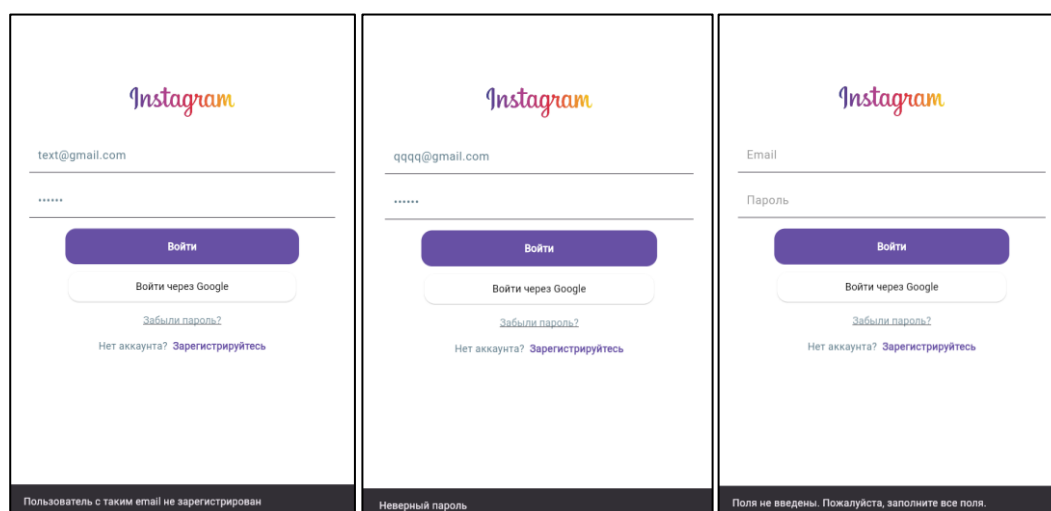 Instagram
text@gmail.com
••••••
Войти
Войти через Google
Забыли пароль?
Нет аккаунта? Зарегистрируйтесь
Пользователь с таким email не зарегистрирован
Instagram
qqqq@gmail.com
••••••
Войти
Войти через Google
Забыли пароль?
Нет аккаунта? Зарегистрируйтесь
Неверный пароль
Instagram
Email
Пароль
Войти
Войти через Google
Забыли пароль?
Нет аккаунта? Зарегистрируйтесь
Поля не введены. Пожалуйста, заполните все поля.